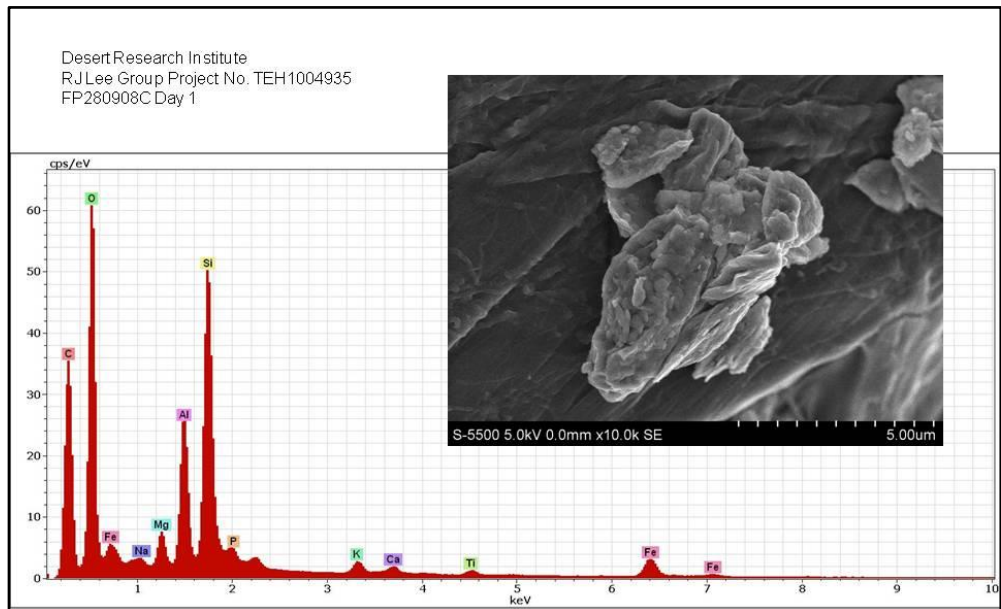 Desert Research Institute
RJ Lee Group Project No. TEH1004935
FP280908C Day 1
cps/eV
60
50
40
30
20
10
0
O
Si
C
Al
Fe
Na
Mg
P
K
Ca
Ti
Fe
Fe
S-5500 5.0kV 0.0mm x10.0k SE 5.00um
1 2 3 4 5 6 7 8 9 10
keV